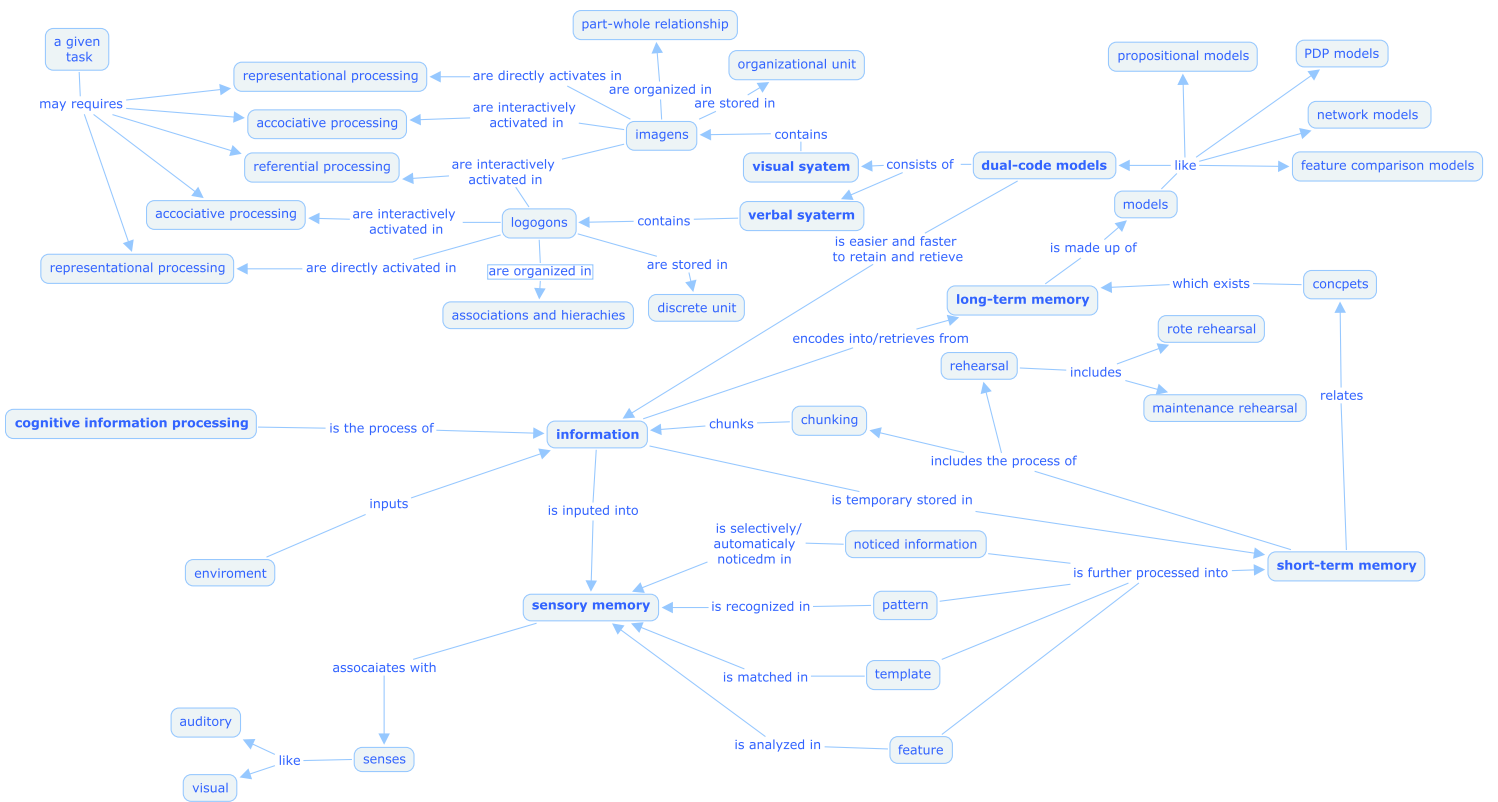 part-whole relationship
a given
task
propositional models
PDP models
organizational unit
representational processing
are directly activates in
are organized in
are stored in
may requires
accociative processing
are interactively
activated in
imagens
contains
network models
referential processing
are interactively
activated in
visual syatem
consists of
dual-code models
like
feature comparison models
models
accociative processing
are interactively
activated in
logogons
contains
verbal syaterm
is easier and faster
to retain and retieve
is made up of
representational processing
are directly activated in
are organized in
are stored in
associations and hierachies
discrete unit
long-term memory
which exists
concpets
encodes into/retrieves from
rote rehearsal
rehearsal
includes
maintenance rehearsal
relates
cognitive information processing
is the process of
information
chunks
chunking
includes the process of
inputs
is inputed into
is temporary stored in
enviroment
is selectively/
automaticaly
noticedm in
noticed information
is further processed into
short-term memory
sensory memory
is recognized in
pattern
assocaiates with
is matched in
template
auditory
like
senses
is analyzed in
feature
visual